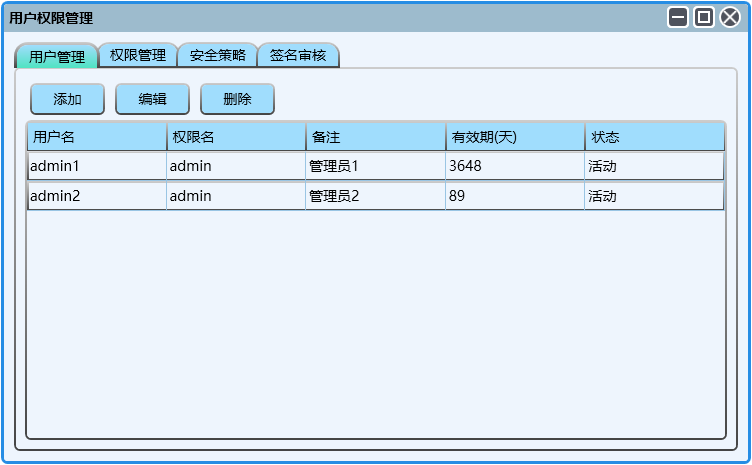 用户权限管理
用户管理 权限管理 安全策略 签名审核
添加 编辑 删除
用户名 权限名 备注 有效期(天) 状态
admin1 admin 管理员1 3648 活动
admin2 admin 管理员2 89 活动